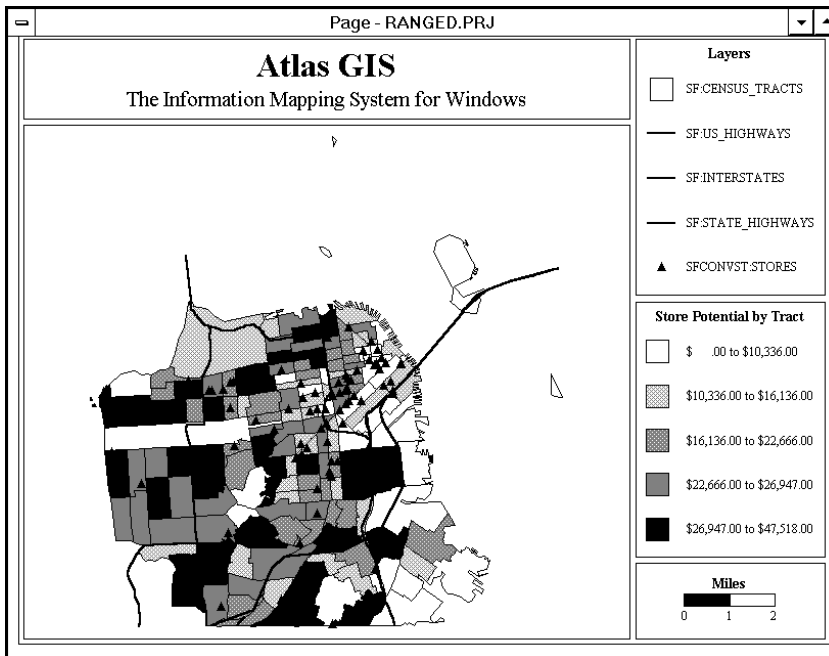 Page - RANGED.PRJ
Atlas GIS
The Information Mapping System for Windows
Layers
SF:CENSUS_TRACTS
SF:US_HIGHWAYS
SF:INTERSTATES
SF:STATE_HIGHWAYS
SFCONVST:STORES
Store Potential by Tract
$ .00 to $10,336.00
$10,336.00 to $16,136.00
$16,136.00 to $22,666.00
$22,666.00 to $26,947.00
$26,947.00 to $47,518.00
Miles
0 1 2